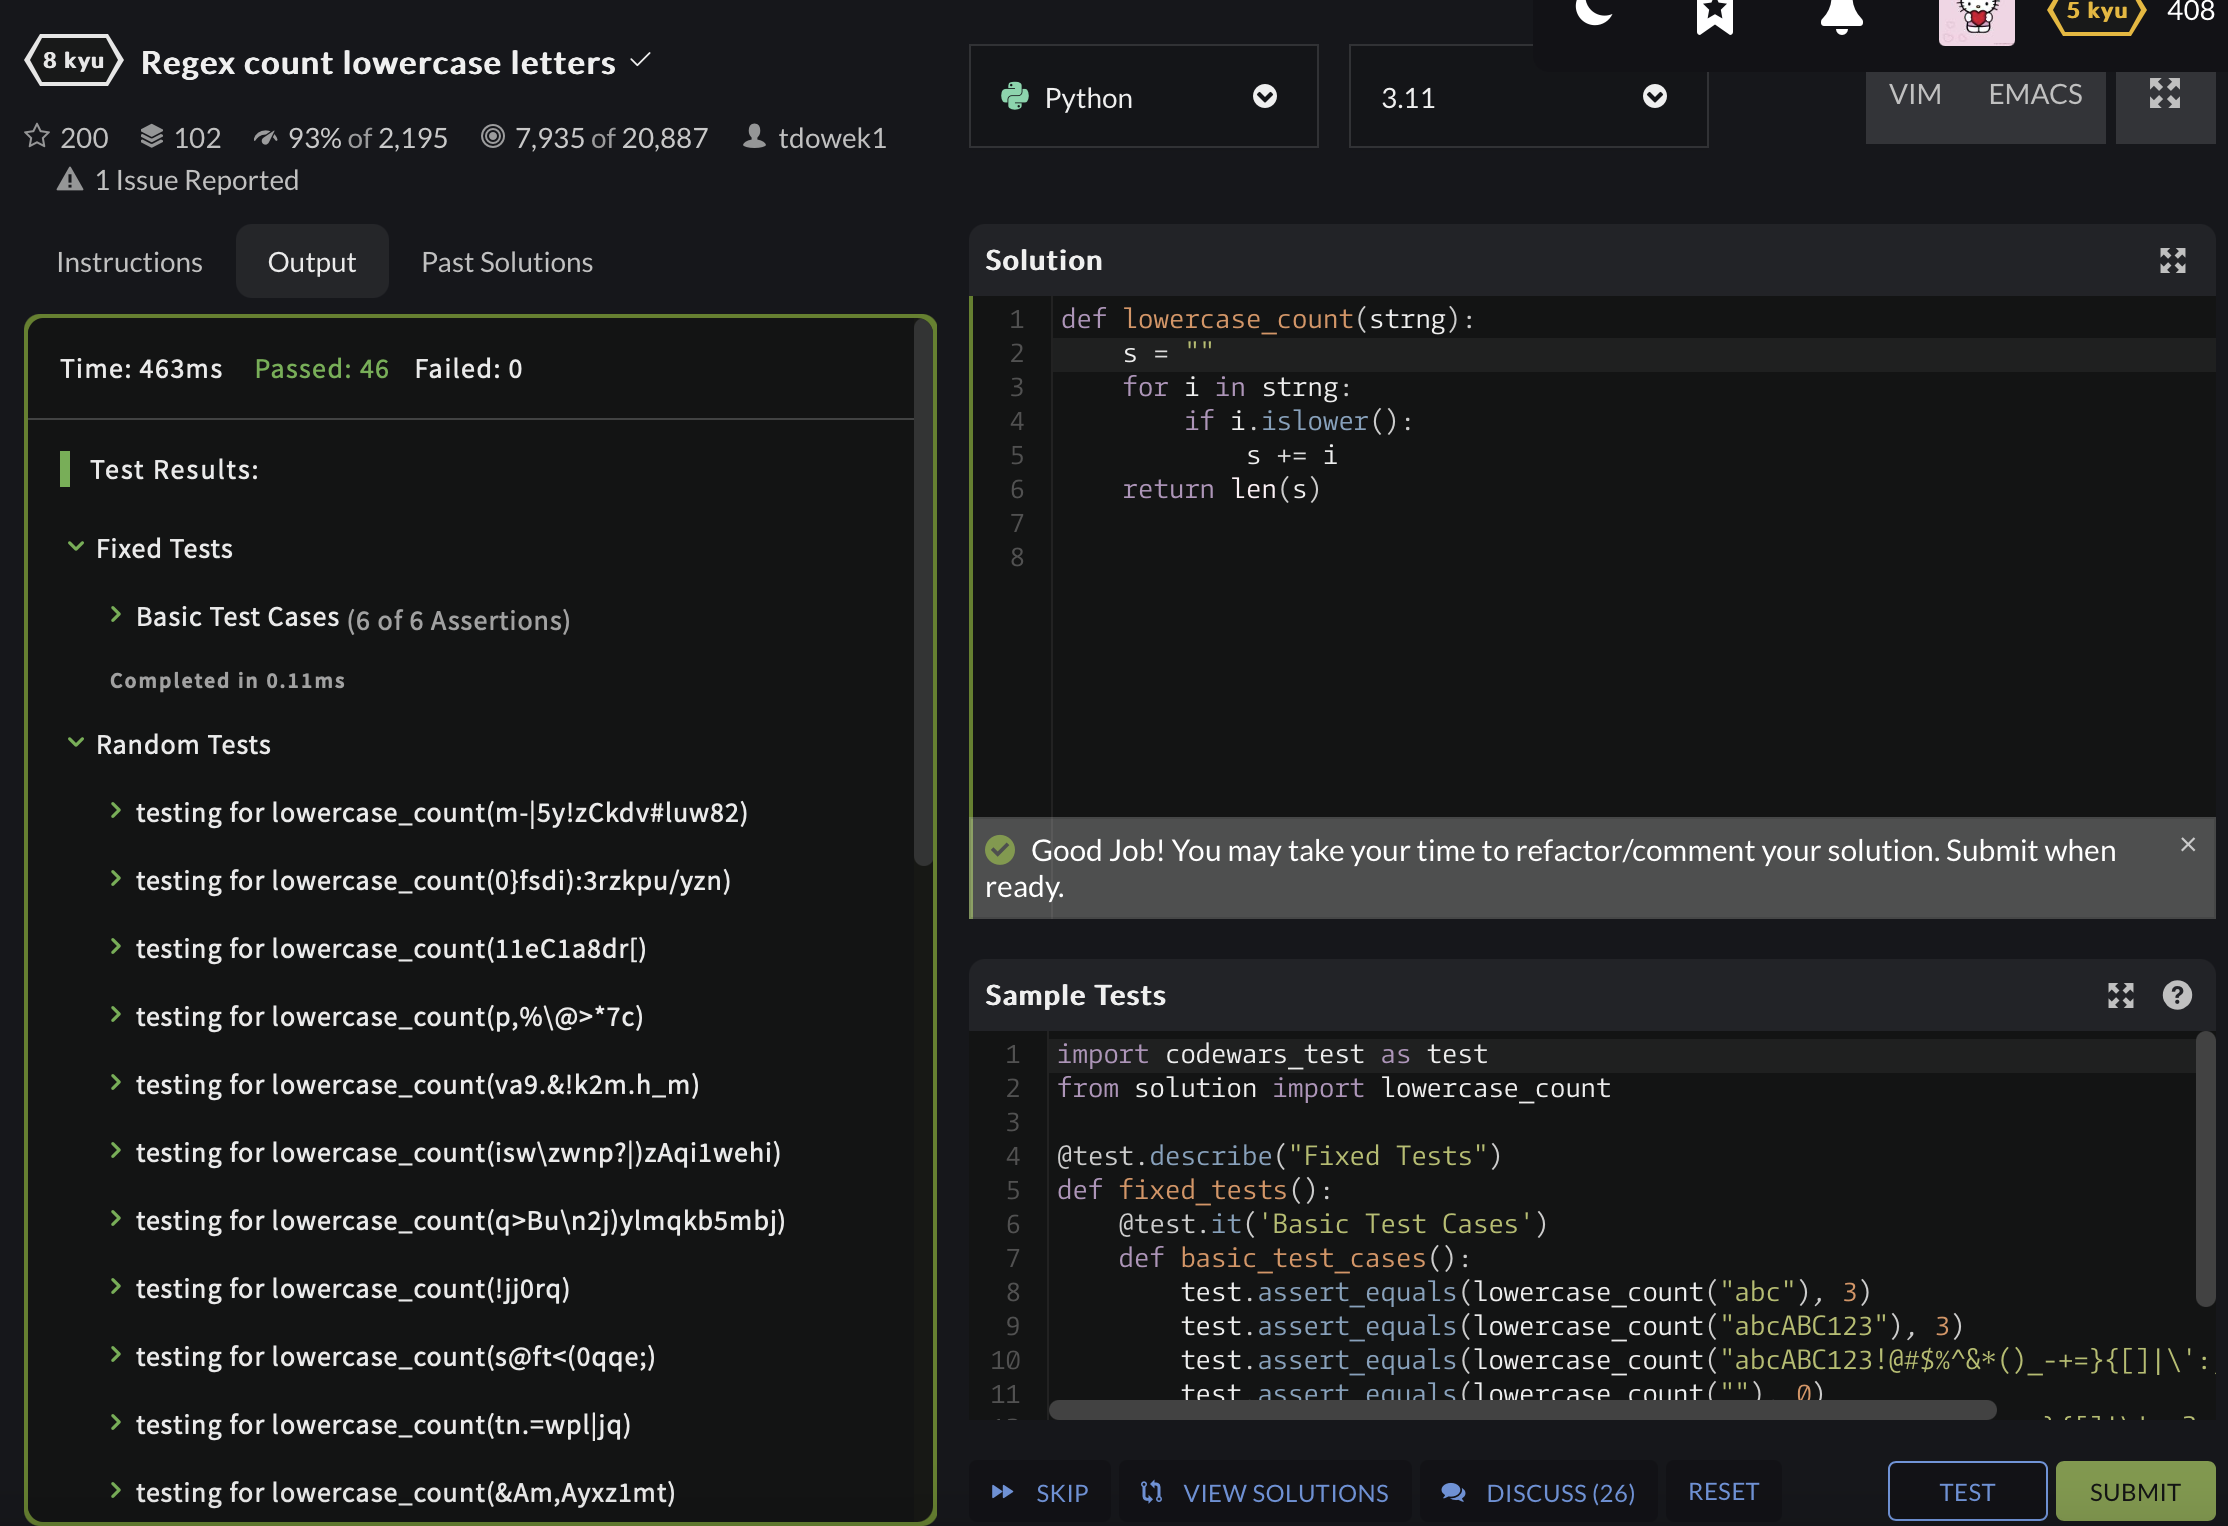 8 kyu Regex count lowercase letters
200 102 93% of 2,195 7,935 of 20,887 tdowek1
1 Issue Reported
Instructions Output Past Solutions
Time: 463ms Passed: 46 Failed: 0
Test Results:
Fixed Tests
Basic Test Cases (6 of 6 Assertions)
Completed in 0.11ms
Random Tests
testing for lowercase_count(m-|5y!zCkdv#luw82)
testing for lowercase_count(0}fsdi):3rzkpu/yzn)
testing for lowercase_count(11eC1a8dr[)
testing for lowercase_count(p,%\@>*7c)
testing for lowercase_count(va9.&!k2m.h_m)
testing for lowercase_count(isw\zwnp?|)zAqi1wehi)
testing for lowercase_count(q>Bu\n2j)ylmqkb5mbj)
testing for lowercase_count(!jj0rq)
testing for lowercase_count(s@ft<(0qqe;)
testing for lowercase_count(tn.=wpl|jq)
testing for lowercase_count(&Am,Ayxz1mt)
5 kyu 408
Python 3.11 VIM EMACS
Solution
1 def lowercase_count(strng):
2     s = ""
3     for i in strng:
4         if i.islower():
5             s += i
6     return len(s)
7
8
Good Job! You may take your time to refactor/comment your solution. Submit when
ready.
Sample Tests
1 import codewars_test as test
2 from solution import lowercase_count
3
4 @test.describe("Fixed Tests")
5 def fixed_tests():
6     @test.it('Basic Test Cases')
7     def basic_test_cases():
8         test.assert_equals(lowercase_count("abc"), 3)
9         test.assert_equals(lowercase_count("abcABC123"), 3)
10         test.assert_equals(lowercase_count("abcABC123!@#$%^&*()_-+=}{[]|\':
11         test.assert_equals(lowercase_count(""), 0)
SKIP VIEW SOLUTIONS DISCUSS (26) RESET TEST SUBMIT